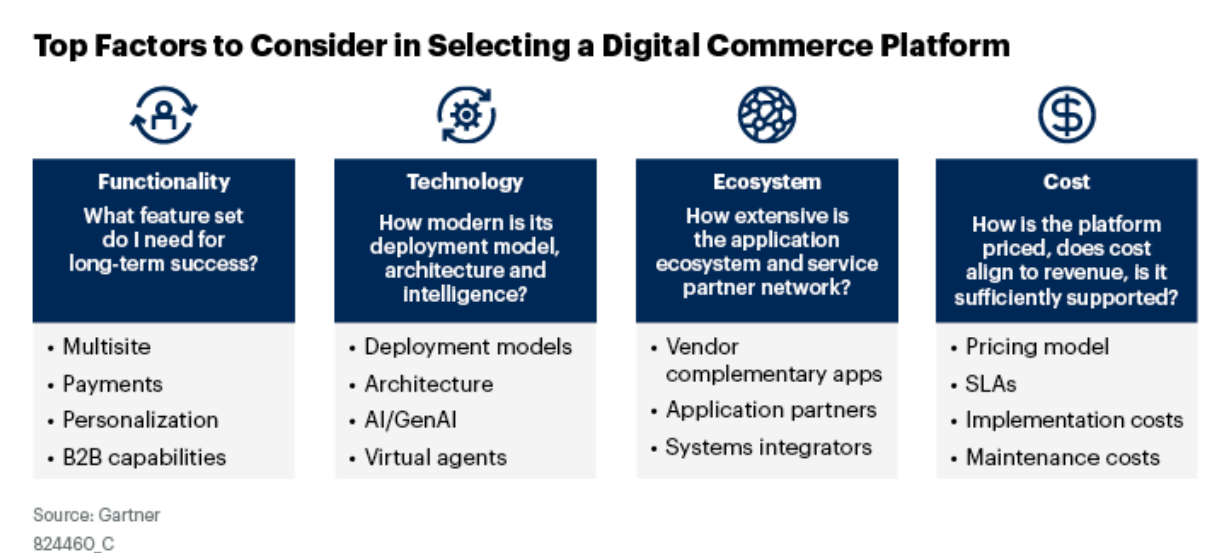 Top Factors to Consider in Selecting a Digital Commerce Platform
Functionality
What feature set
do I need for
long-term success?
• Multisite
• Payments
• Personalization
• B2B capabilities
Technology
How modern is its
deployment model,
architecture and
intelligence?
• Deployment models
• Architecture
• AI/GenAI
• Virtual agents
Ecosystem
How extensive is
the application
ecosystem and service
partner network?
• Vendor
complementary apps
• Application partners
• Systems integrators
Cost
How is the platform
priced, does cost
align to revenue, is it
sufficiently supported?
• Pricing model
• SLAs
• Implementation costs
• Maintenance costs
Source: Gartner
824460_C